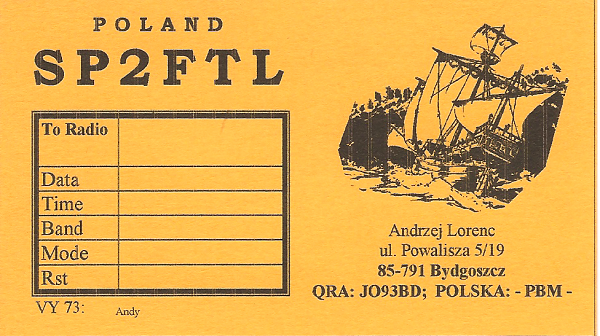 POLAND
SP2FTL
To Radio
Data
Time
Band
Mode
Rst
VY 73: Andy
Andrzej Lorenc
ul. Powalisza 5/19
85-791 Bydgoszcz
QRA: JO93BD; POLSKA: - PBM -